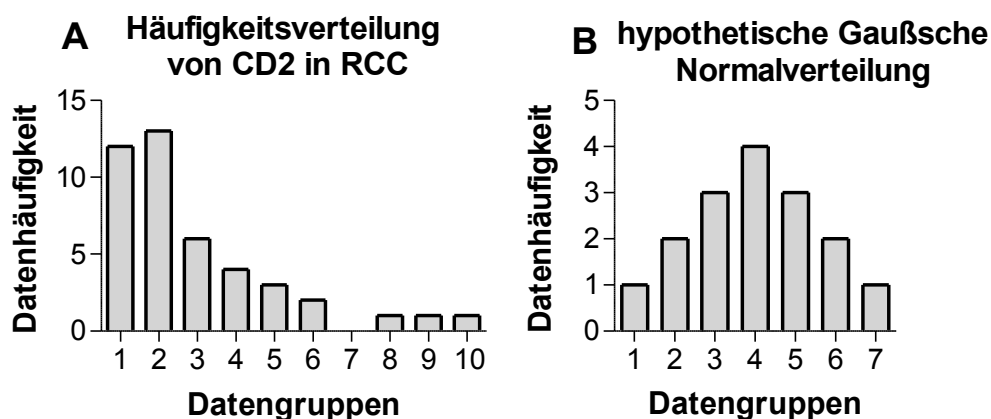 A
Häufigkeitsverteilung
von CD2 in RCC
Datenhäufigkeit
15
10
5
0
1 2 3 4 5 6 7 8 9 10
Datengruppen
B
hypothetische Gaußsche
Normalverteilung
Datenhäufigkeit
5
4
3
2
1
0
1 2 3 4 5 6 7
Datengruppen